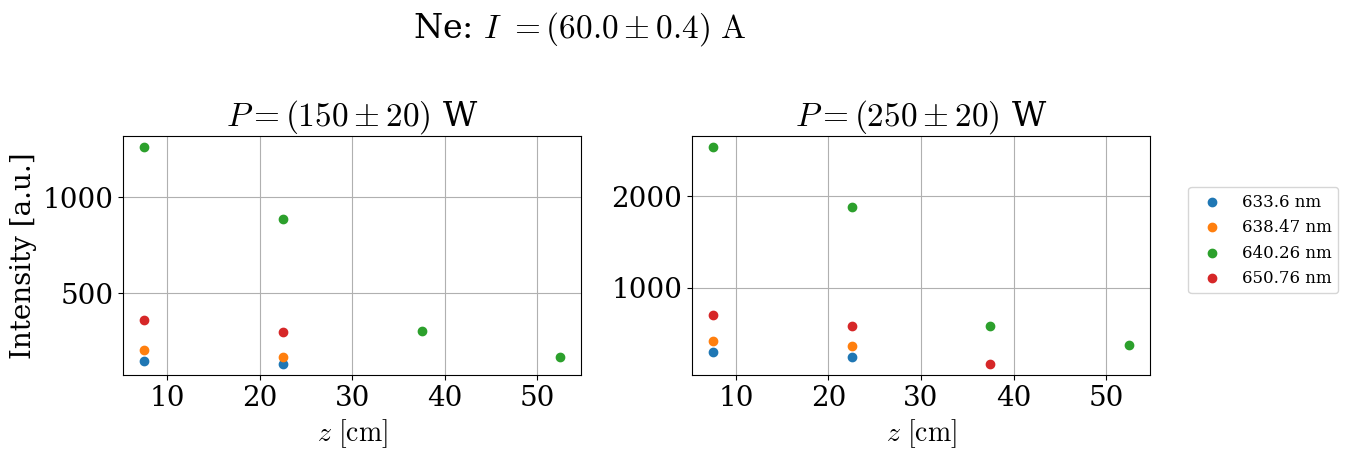 Ne: I = (60.0 ± 0.4) A
P = (150 ± 20) W
Intensity [a.u.]
1000
500
10 20 30 40 50
z [cm]
P = (250 ± 20) W
2000
1000
10 20 30 40 50
z [cm]
633.6 nm
638.47 nm
640.26 nm
650.76 nm